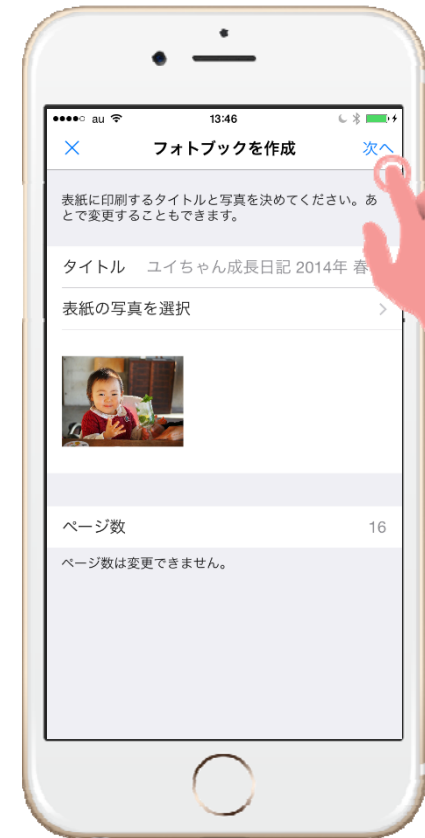 au 13:46
フォトブックを作成 次へ
表紙に印刷するタイトルと写真を決めてください。あ
とで変更することもできます。
タイトル ユイちゃん成長日記 2014年 春
表紙の写真を選択
ページ数 16
ページ数は変更できません。